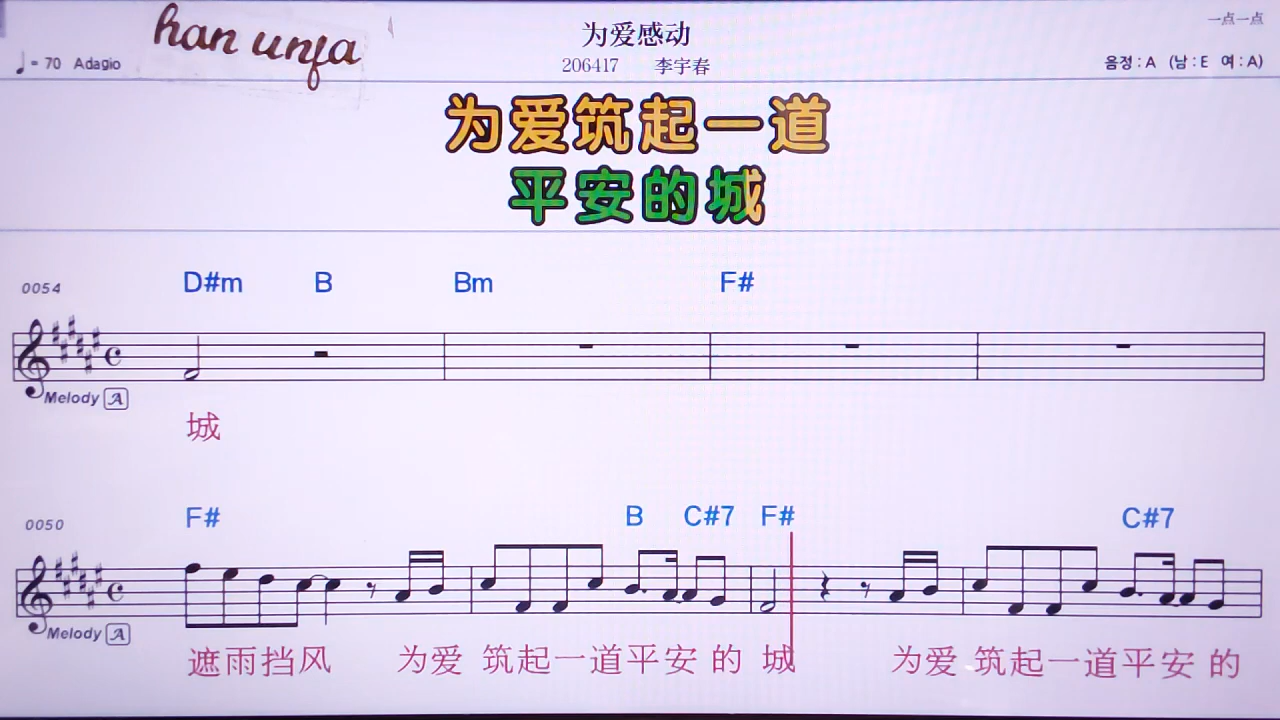 han unfa
为爱感动
一点一点
♩= 70 Adagio
206417 李宇春
음정 : A (남 : E 여 : A)
为爱筑起一道
平安的城
0054 D#m B Bm F#
Melody A
城
0050 F# B C#7 F# C#7
Melody A
遮雨挡风 为爱 筑起一道平安 的 城 为爱 筑起一道平安 的